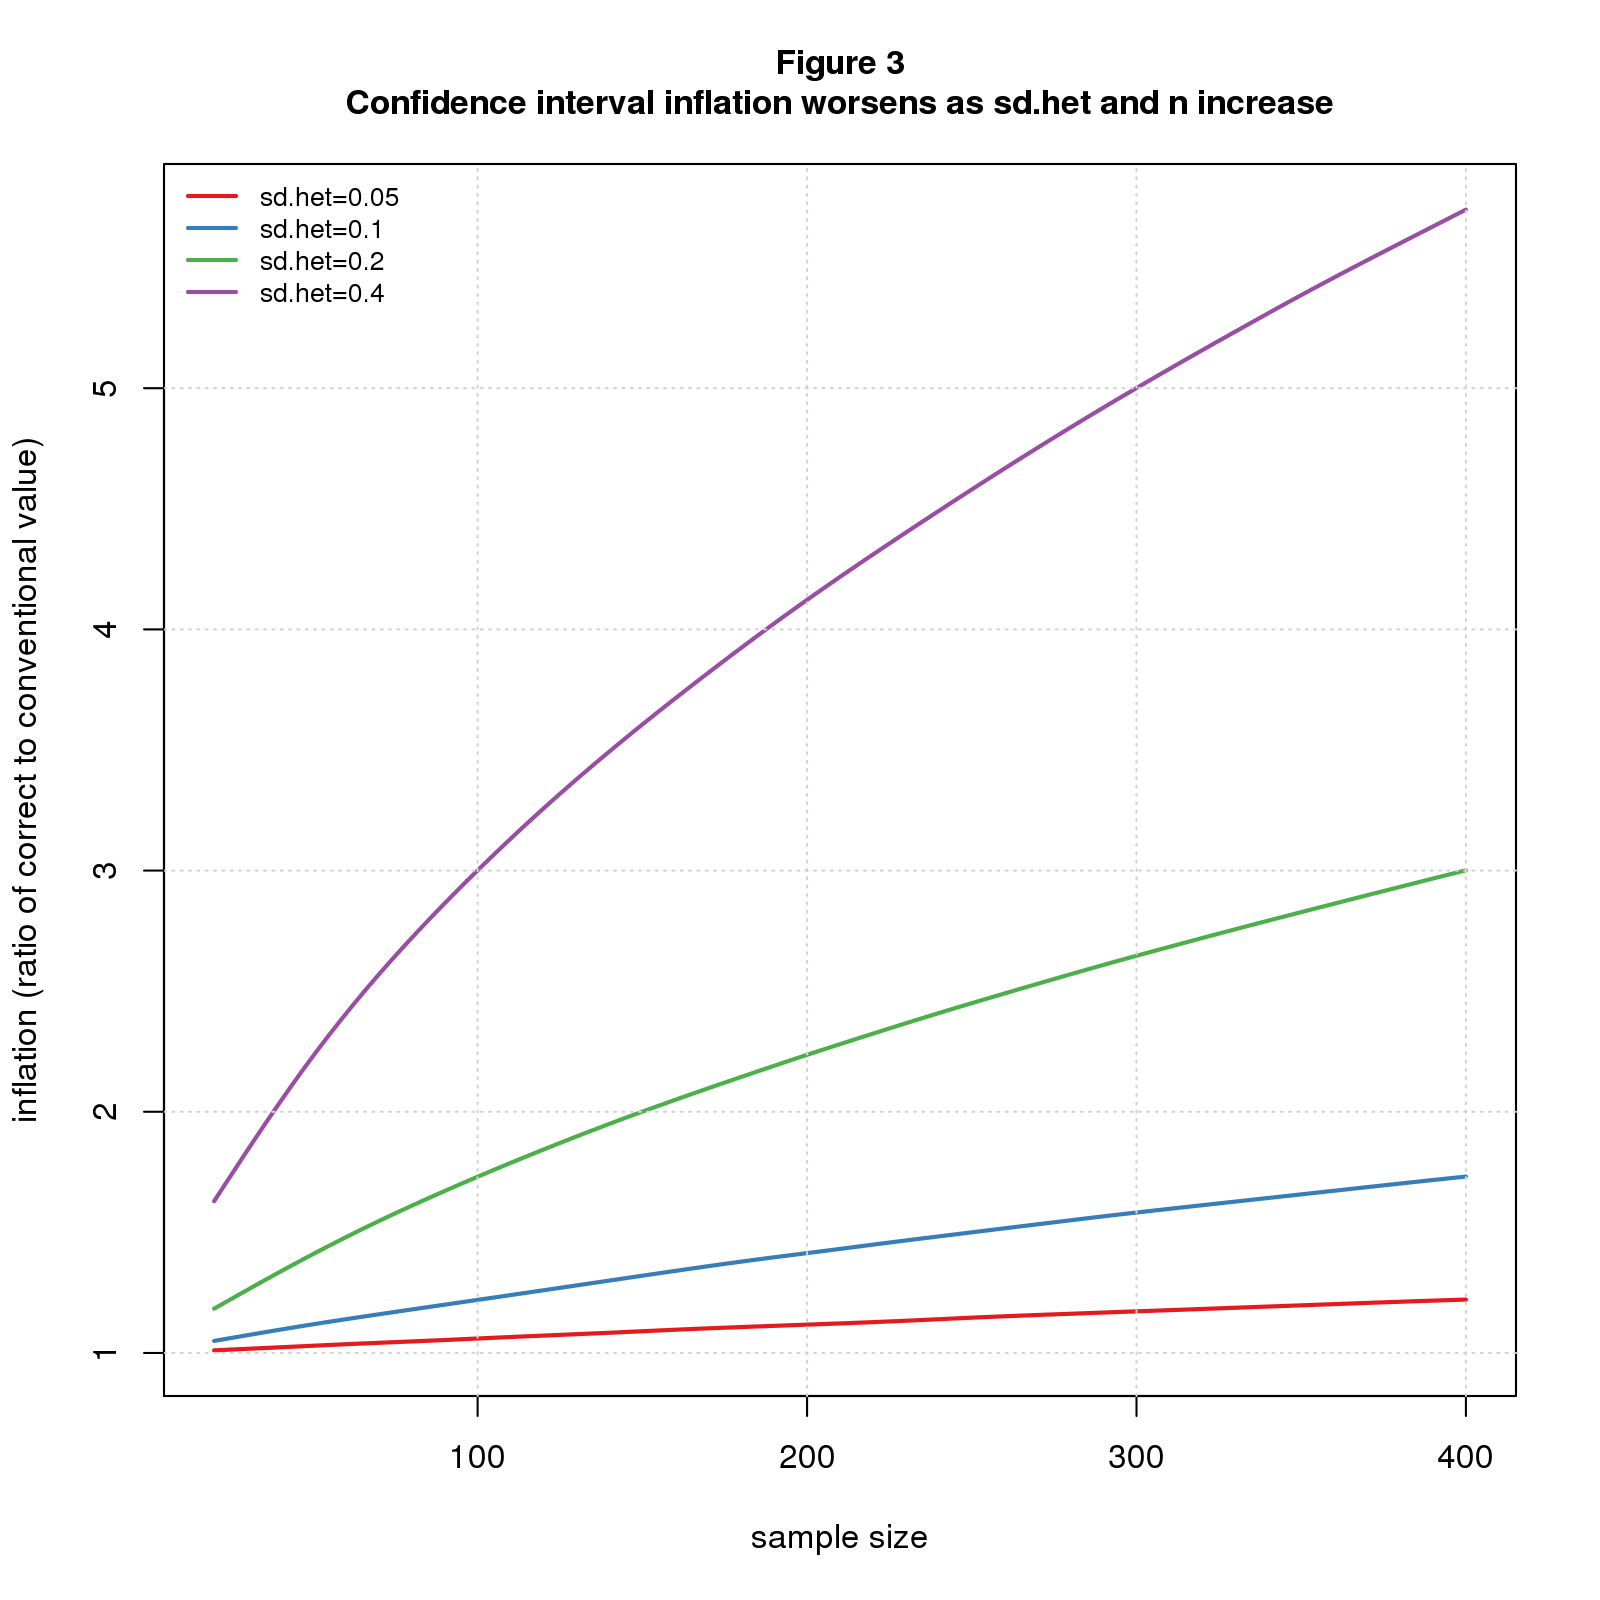 Figure 3
Confidence interval inflation worsens as sd.het and n increase
sd.het=0.05
sd.het=0.1
sd.het=0.2
sd.het=0.4
inflation (ratio of correct to conventional value)
5
4
3
2
1
100 200 300 400
sample size